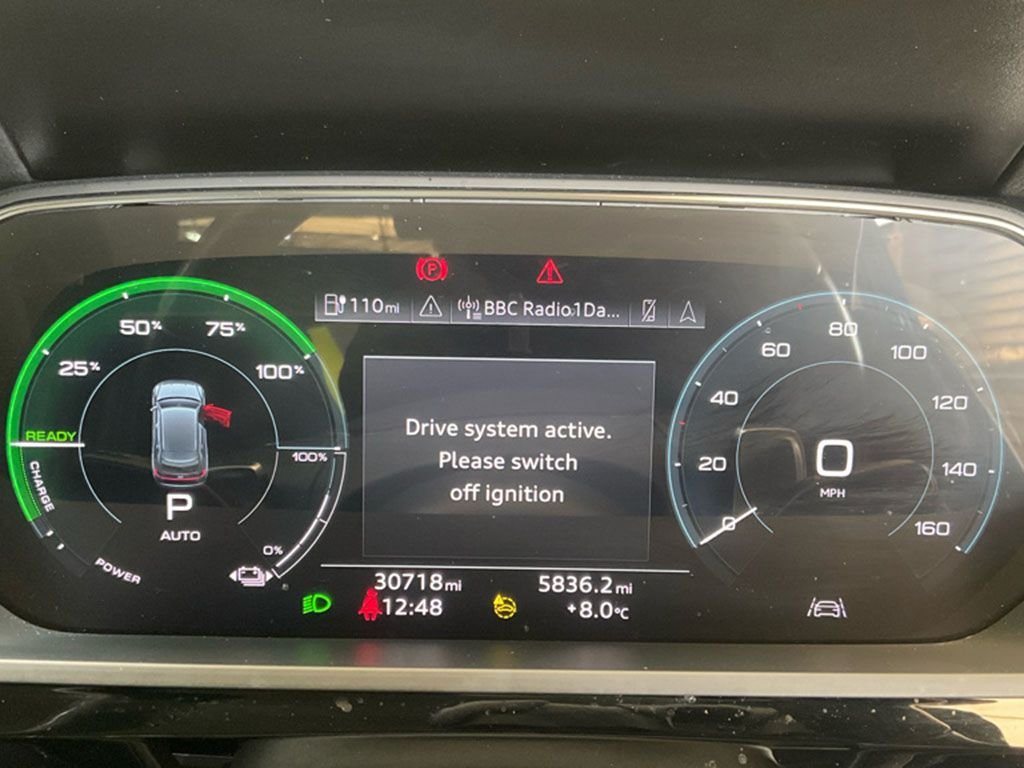 P
110mi
BBC Radio1Da...
50%
75%
25%
100%
READY
100%
CHARGE
P
AUTO
0%
POWER
Drive system active.
Please switch
off ignition
80
60
100
40
120
20
0
140
MPH
0
160
30718mi
5836.2mi
12:48
+8.0°C